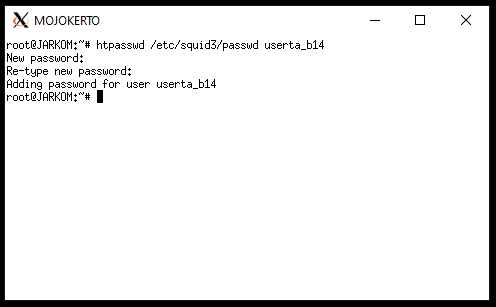 MOJOKERTO
root@JARKOM:~# htpasswd /etc/squid3/passwd userta_b14
New password:
Re-type new password:
Adding password for user userta_b14
root@JARKOM:~#